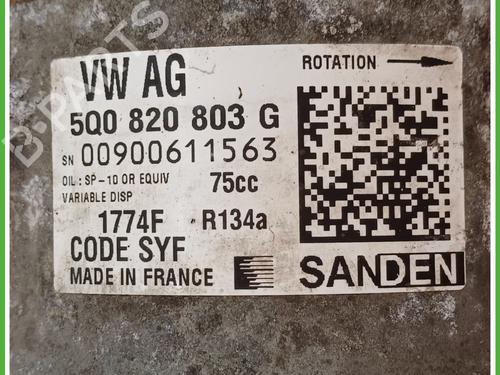 VW AG
ROTATION
5Q0 820 803 G
SN 00900611563
OIL : SP-10 OR EQUIV 75cc
VARIABLE DISP
1774F R134a
CODE SYF
MADE IN FRANCE
SANDEN
B-PARTS